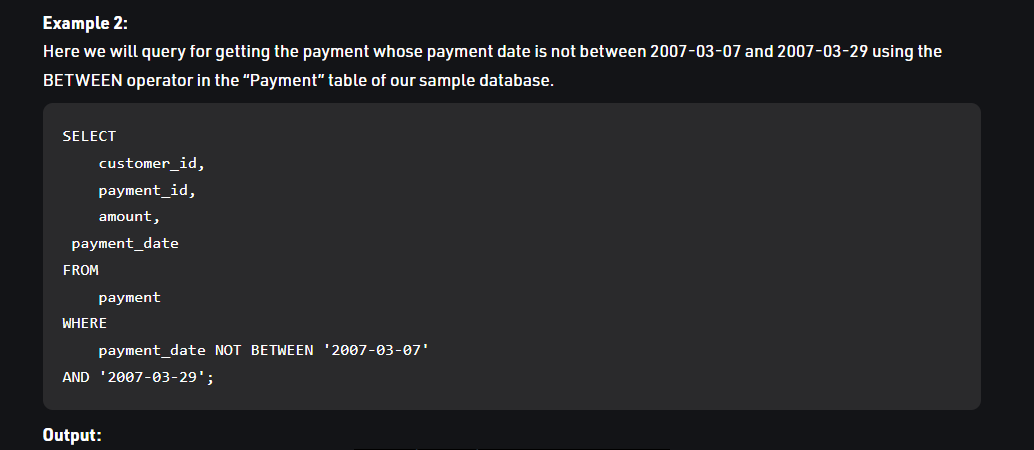 Example 2:
Here we will query for getting the payment whose payment date is not between 2007-03-07 and 2007-03-29 using the
BETWEEN operator in the “Payment” table of our sample database.
SELECT
    customer_id,
    payment_id,
    amount,
 payment_date
FROM
    payment
WHERE
    payment_date NOT BETWEEN '2007-03-07'
AND '2007-03-29';
Output: